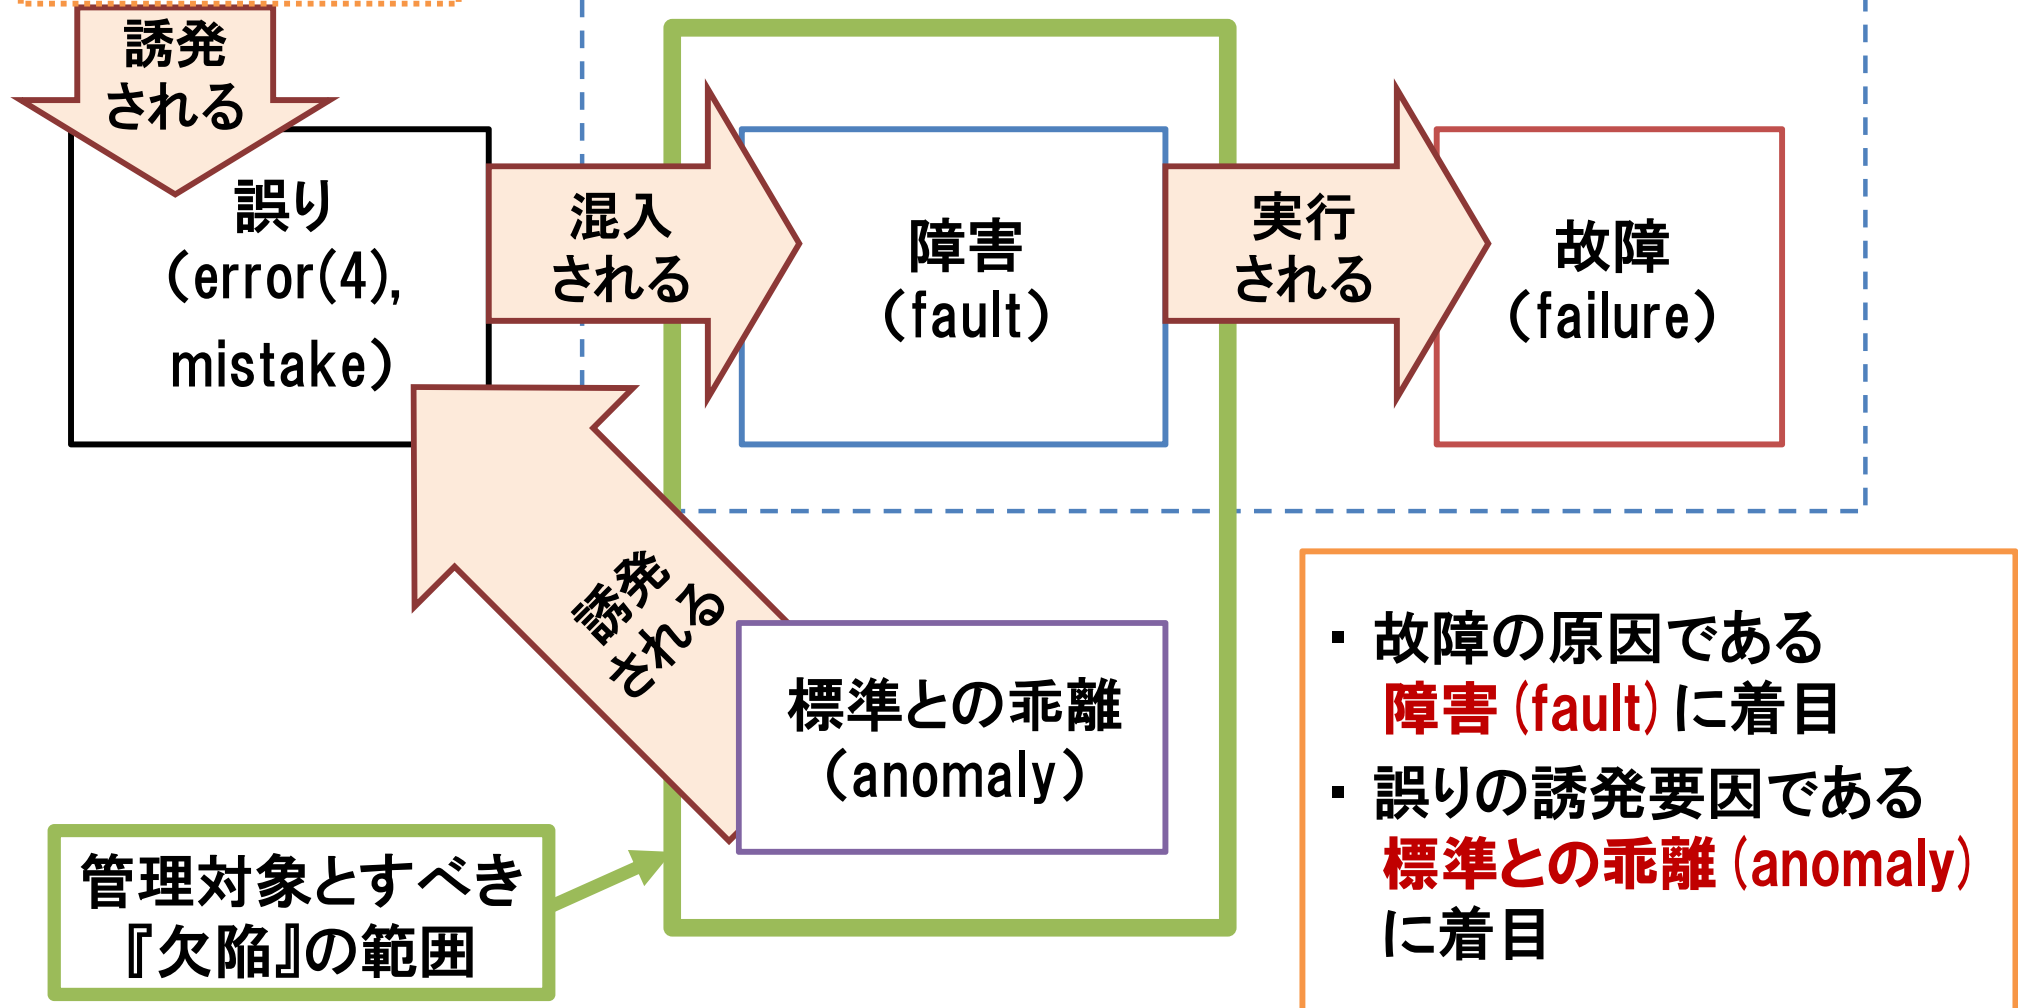 誘発
される
誤り
(error(4),
mistake)
混入
される
障害
(fault)
実行
される
故障
(failure)
誘発
される
標準との乖離
(anomaly)
管理対象とすべき
『欠陥』の範囲
・故障の原因である
障害(fault)に着目
・誤りの誘発要因である
標準との乖離(anomaly)
に着目